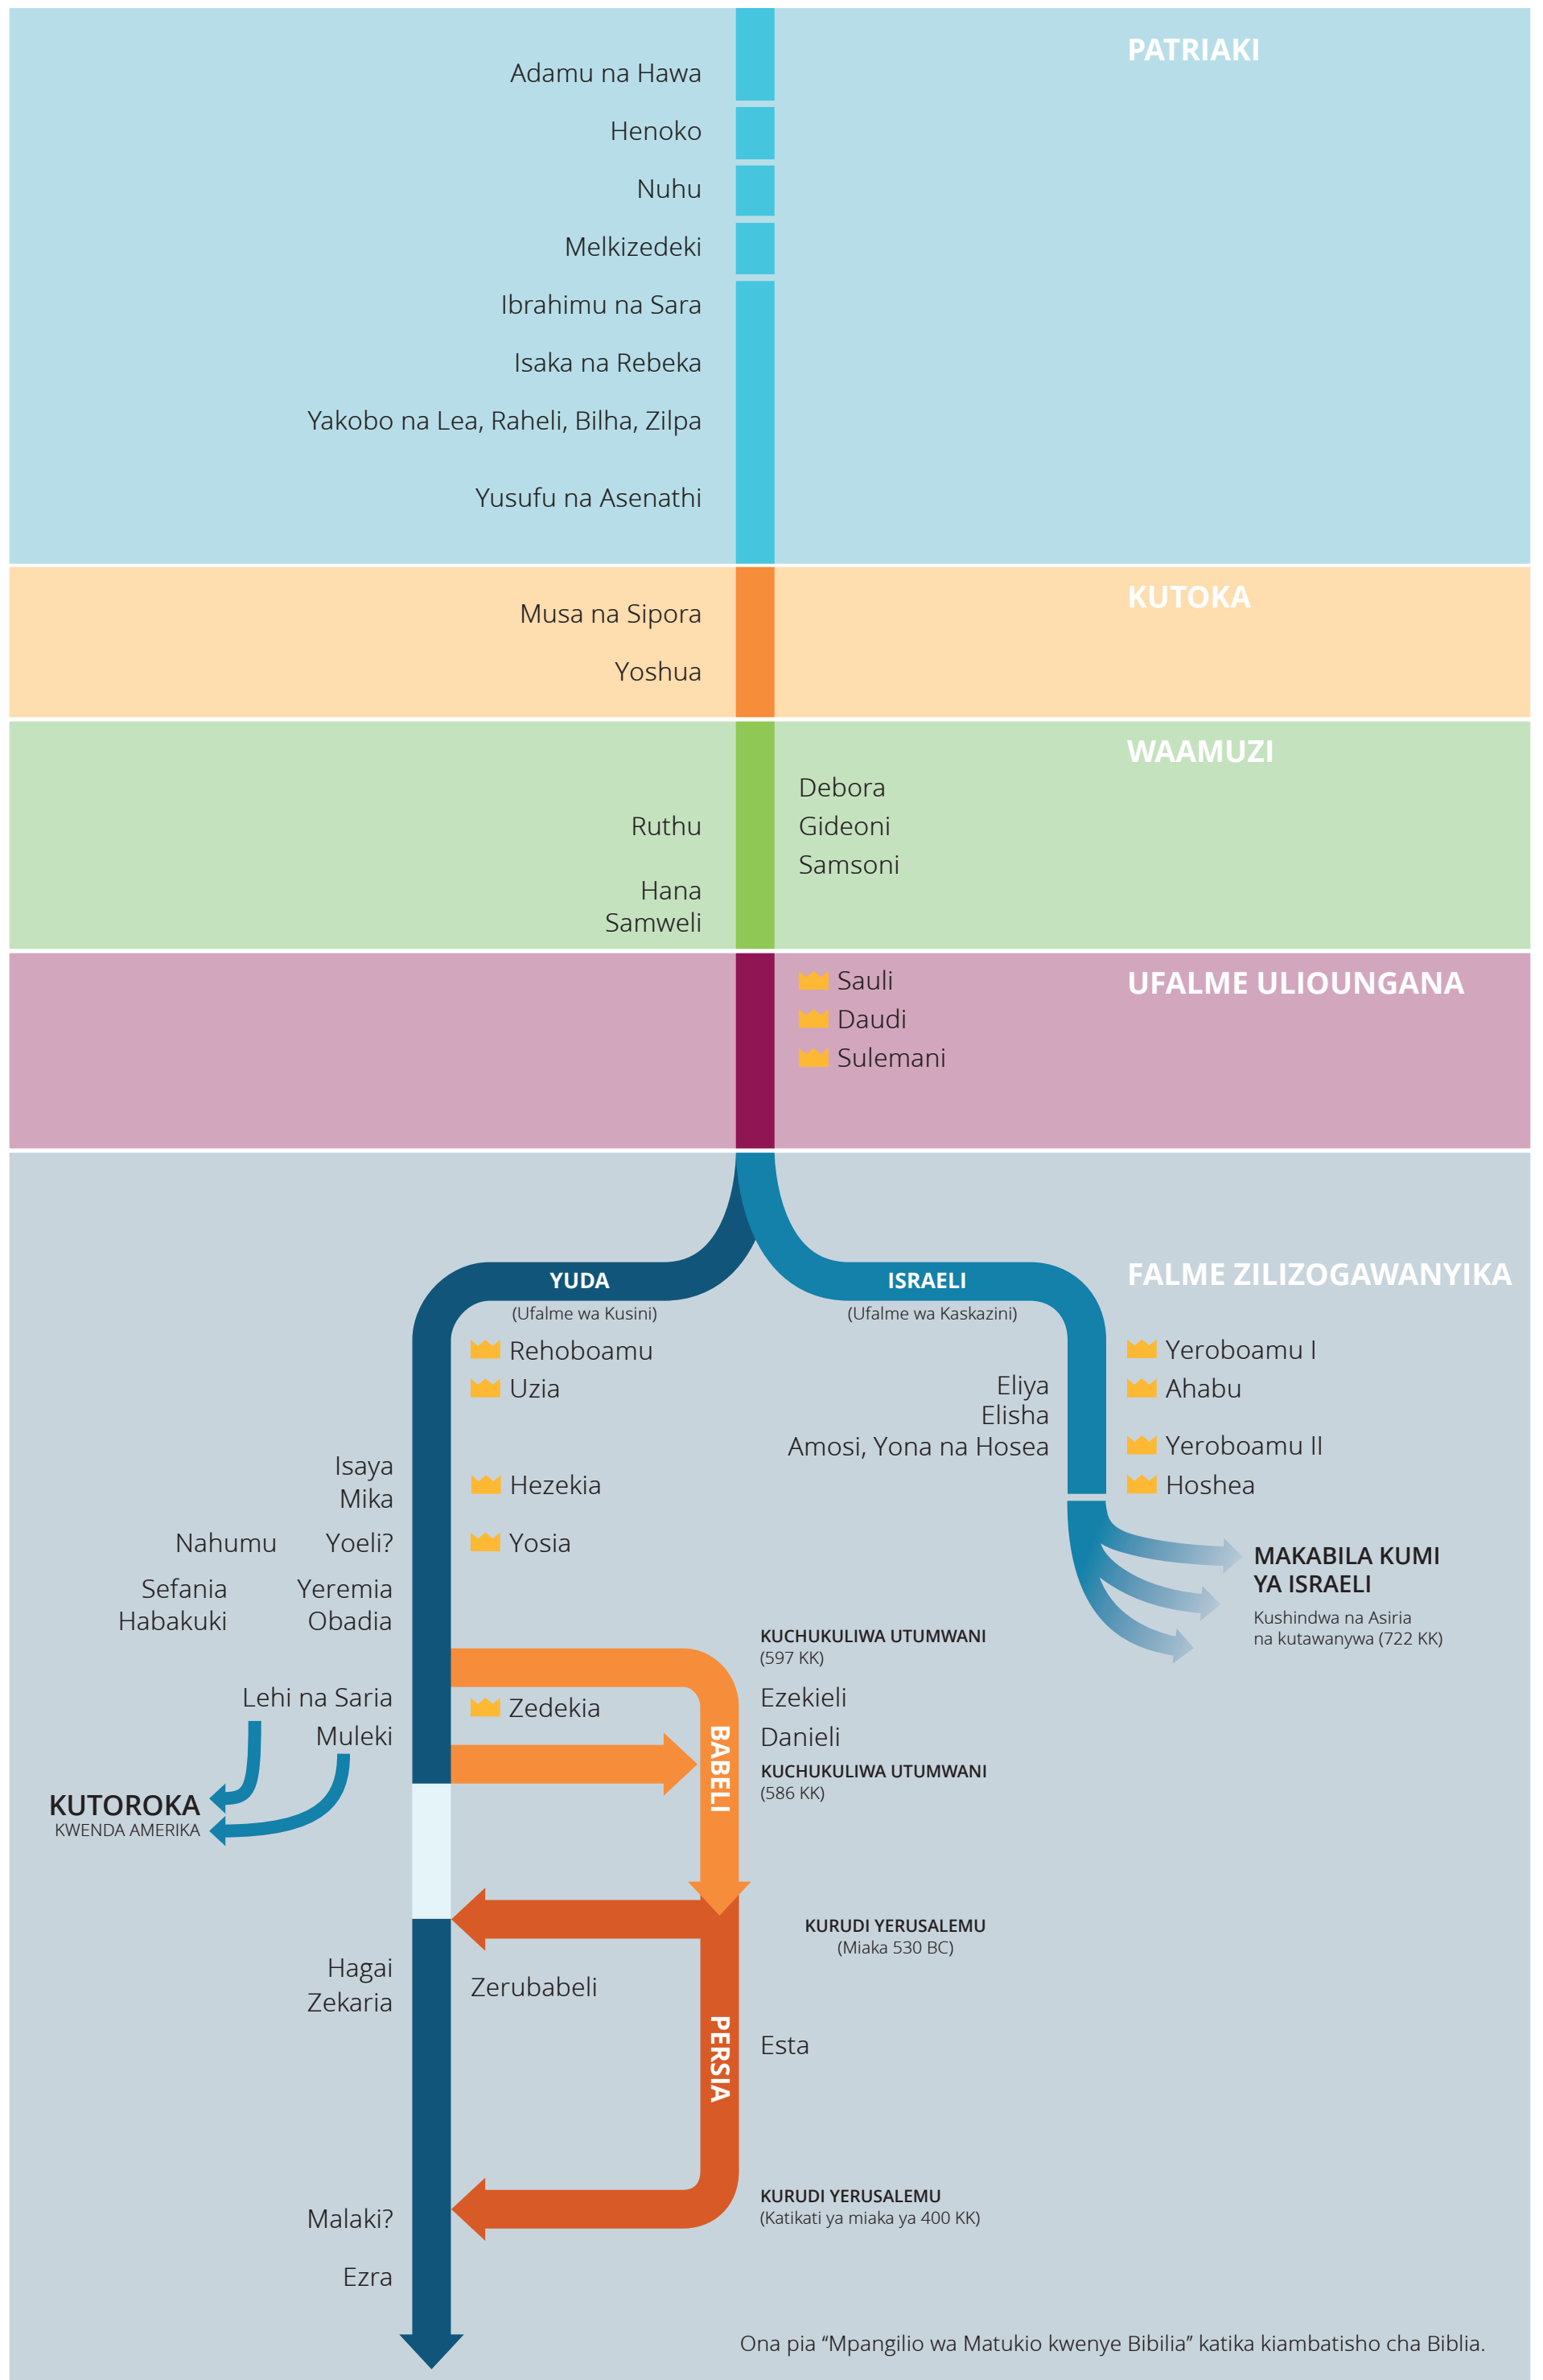 PATRIAKI
Adamu na Hawa
Henoko
Nuhu
Melkizedeki
Ibrahimu na Sara
Isaka na Rebeka
Yakobo na Lea, Raheli, Bilha, Zilpa
Yusufu na Asenathi
KUTOKA
Musa na Sipora
Yoshua
WAAMUZI
Debora
Ruthu
Gideoni
Samsoni
Hana
Samweli
UFALME ULIOUNGANA
Sauli
Daudi
Sulemani
FALME ZILIZOGAWANYIKA
YUDA
(Ufalme wa Kusini)
ISRAELI
(Ufalme wa Kaskazini)
Rehoboamu
Uzia
Eliya
Elisha
Amosi, Yona na Hosea
Yeroboamu I
Ahabu
Yeroboamu II
Hoshea
Isaya
Mika
Hezekia
Nahumu
Yoeli?
Yosia
Sefania
Yeremia
Habakuki
Obadia
MAKABILA KUMI
YA ISRAELI
Kushindwa na Asiria
na kutawanywa (722 KK)
KUCHUKULIWA UTUMWANI
(597 KK)
Lehi na Saria
Zedekia
Ezekieli
Muleki
BABELI
Danieli
KUCHUKULIWA UTUMWANI
(586 KK)
KUTOROKA
KWENDA AMERIKA
KURUDI YERUSALEMU
(Miaka 530 BC)
Hagai
Zekaria
Zerubabeli
PERSIA
Esta
KURUDI YERUSALEMU
(Katikati ya miaka ya 400 KK)
Malaki?
Ezra
Ona pia “Mpangilio wa Matukio kwenye Bibilia” katika kiambatisho cha Biblia.